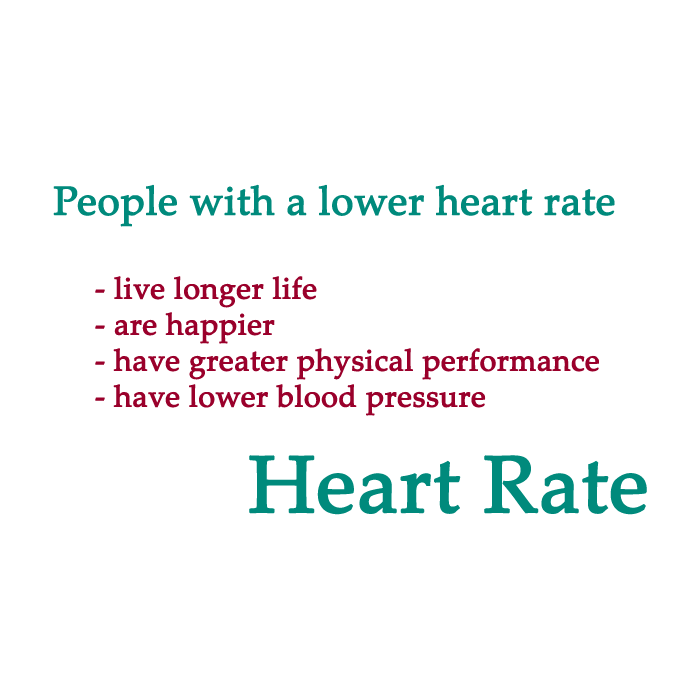 People with a lower heart rate
- live longer life
- are happier
- have greater physical performance
- have lower blood pressure
Heart Rate